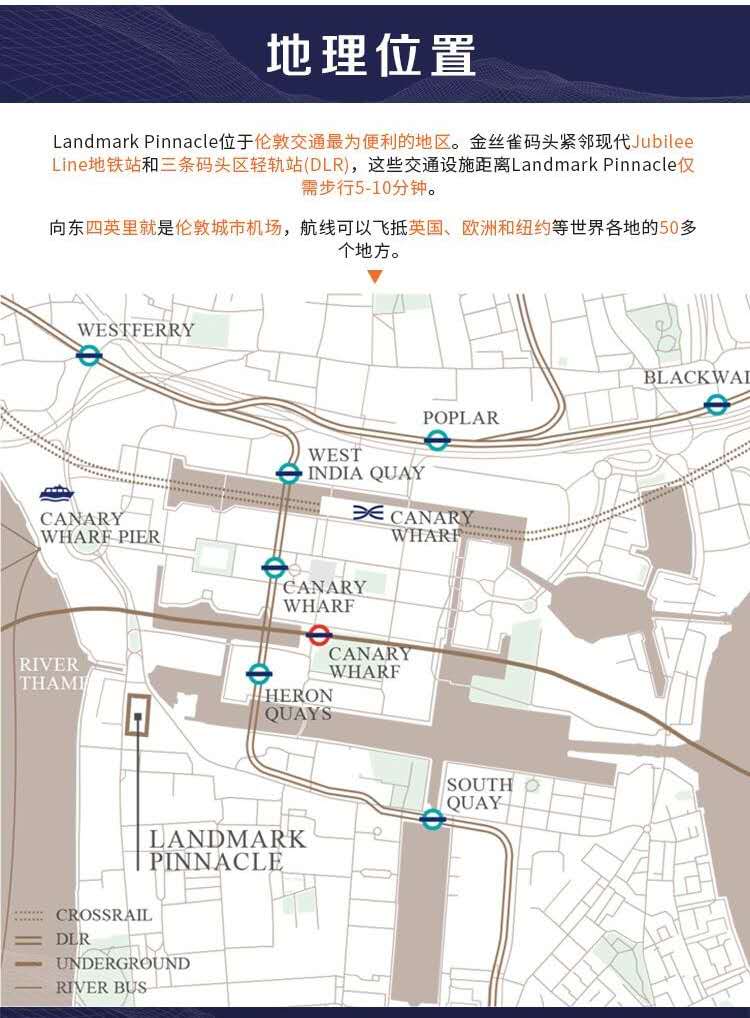 地理位置
Landmark Pinnacle位于伦敦交通最为便利的地区。金丝雀码头紧邻现代Jubilee
Line地铁站和三条码头区轻轨站(DLR)，这些交通设施距离Landmark Pinnacle仅
需步行5-10分钟。
向东四英里就是伦敦城市机场，航线可以飞抵英国、欧洲和纽约等世界各地的50多
个地方。
WESTFERRY
BLACKWAI
POPLAR
WEST
INDIA QUAY
CANARY
WHARF PIER
CANARY
WHARF
CANARY
WHARF
CANARY
WHARF
RIVER
THAME
HERON
QUAYS
SOUTH
QUAY
LANDMARK
PINNACLE
CROSSRAIL
DLR
UNDERGROUND
RIVER BUS